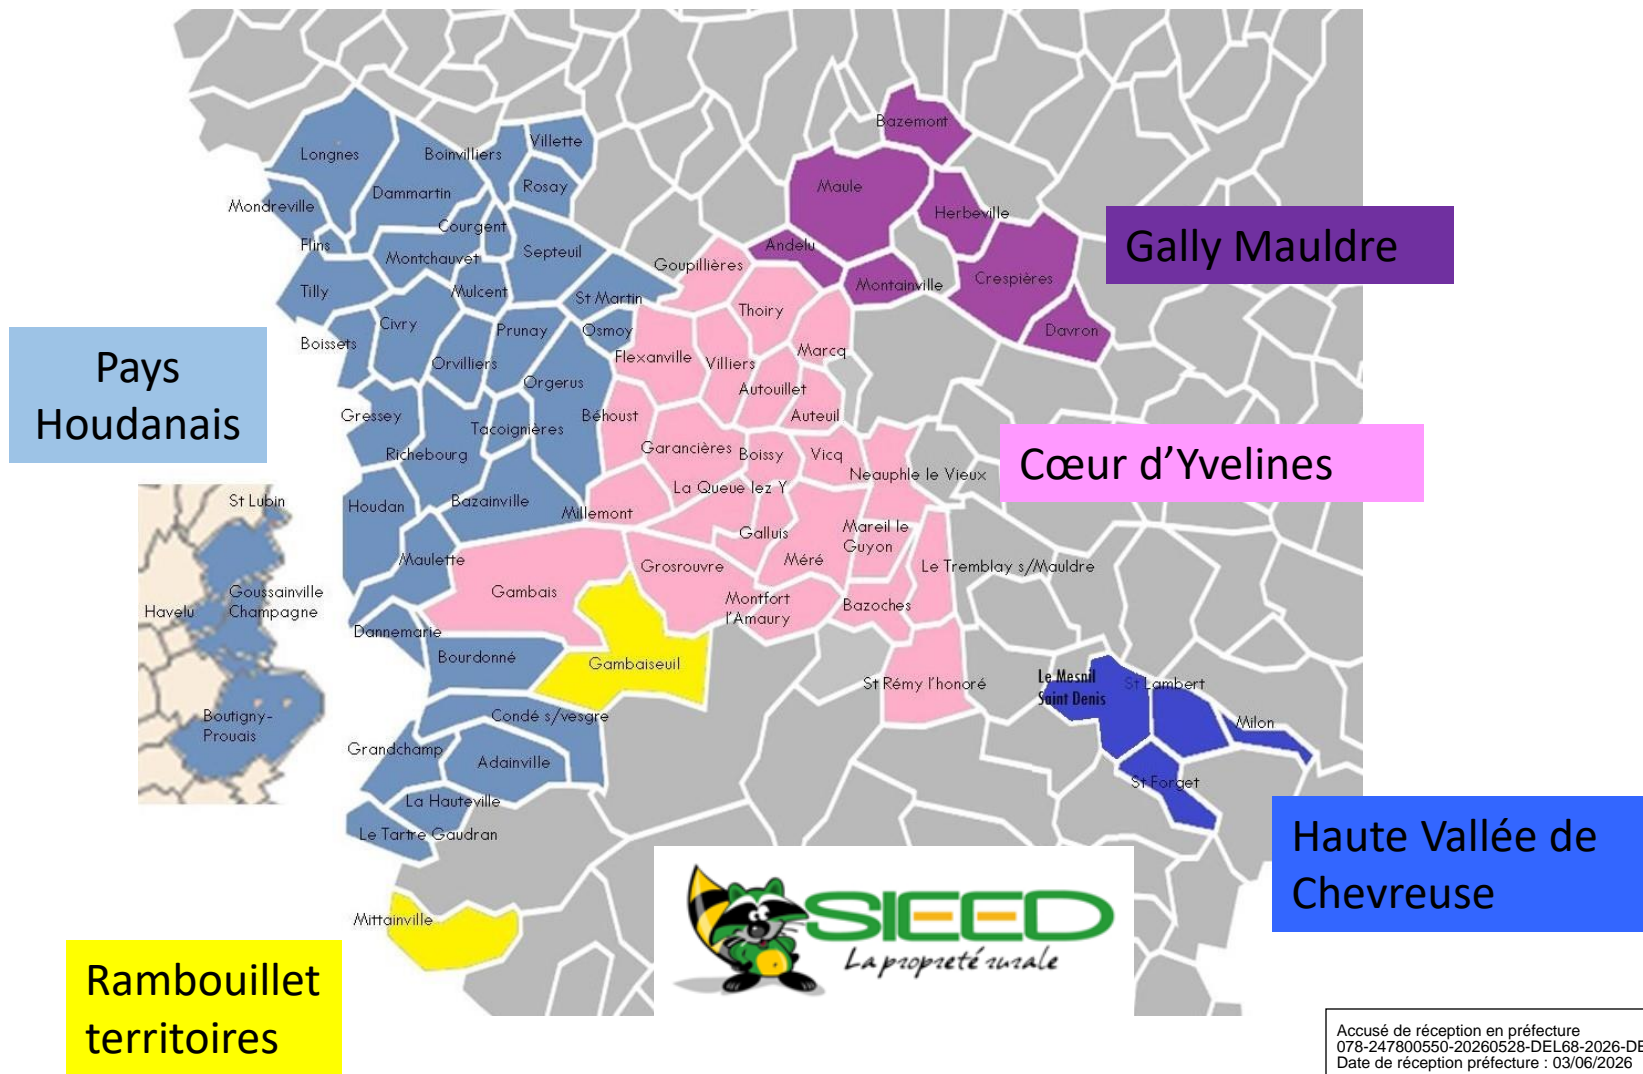 Bazemont
Villette
Longnes
Boinvilliers
Maule
Rosay
Dammartin
Mondreville
Herbeville
Courgent
Flins
Septeuil
Andelu
Gally Mauldre
Montchauvet
Goupillières
Crespières
Montainville
Tilly
Mulcent
St Martin
Thoiry
Civry
Prunay
Osmoy
Davron
Boissets
Marcq
Flexanville
Villiers
Orvilliers
Pays
Houdanais
Orgerus
Autouillet
Gressey
Béhoust
Auteuil
Tacoignières
Garancières
Boissy
Vicq
Richebourg
Cœur d’Yvelines
Neauphle le Vieux
La Queue lez Y
St Lubin
Houdan
Bazainville
Millemont
Galluis
Mareil le
Guyon
Maulette
Méré
Grosrouvre
Le Tremblay s/Mauldre
Goussainville
Champagne
Gambais
Havelu
Montfort
l'Amaury
Bazoches
Dannemarie
Bourdonné
Gambaiseuil
St Rémy l'honoré
Le Mesnil
Saint Denis
St Lambert
Boutigny-
Prouais
Condé s/vesgre
Milon
Grandchamp
Adainville
St Forget
La Hauteville
Le Tartre Gaudran
Haute Vallée de
Chevreuse
Mittainville
SIEED
La propreté rurale
Rambouillet
territoires
Accusé de réception en préfecture
078-247800550-20260528-DEL68-2026-DE
Date de réception préfecture : 03/06/2026